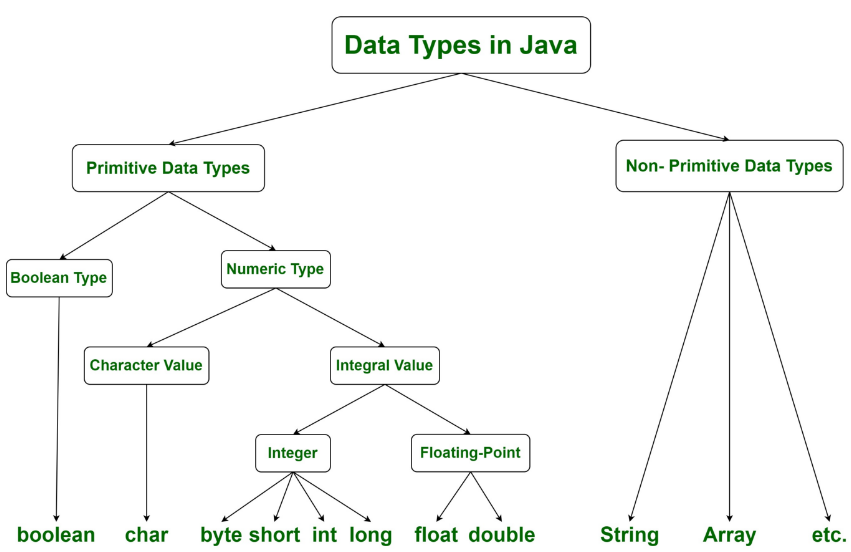 Data Types in Java
Primitive Data Types
Non- Primitive Data Types
Boolean Type
Numeric Type
Character Value
Integral Value
Integer
Floating-Point
boolean
char
byte
short
int
long
float
double
String
Array
etc.